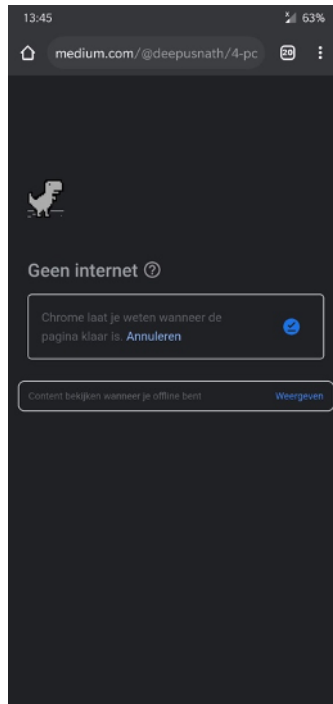 13:45
63%
medium.com/@deepusnath/4-pc
20
Geen internet
Chrome laat je weten wanneer de
pagina klaar is. Annuleren
Content bekijken wanneer je offline bent
Weergeven